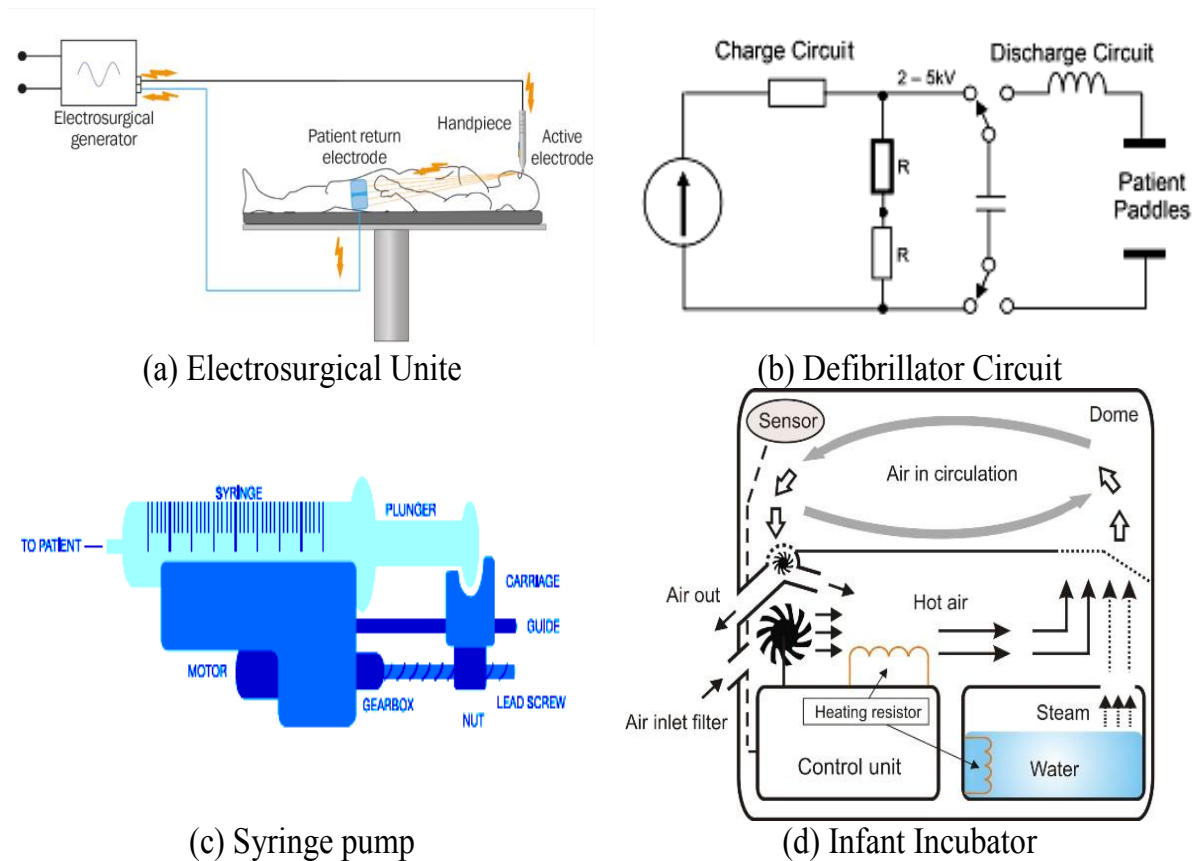 Electrosurgical
generator
Patient return
electrode
Handpiece
Active
electrode
(a) Electrosurgical Unite
Charge Circuit
Discharge Circuit
2 – 5kV
R
R
Patient
Paddles
(b) Defibrillator Circuit
SYRINGE
PLUNGER
TO PATIENT
CARRIAGE
GUIDE
MOTOR
GEARBOX
LEAD SCREW
NUT
(c) Syringe pump
Sensor
Dome
Air in circulation
Air out
Hot air
Air inlet filter
Heating resistor
Steam
Control unit
Water
(d) Infant Incubator